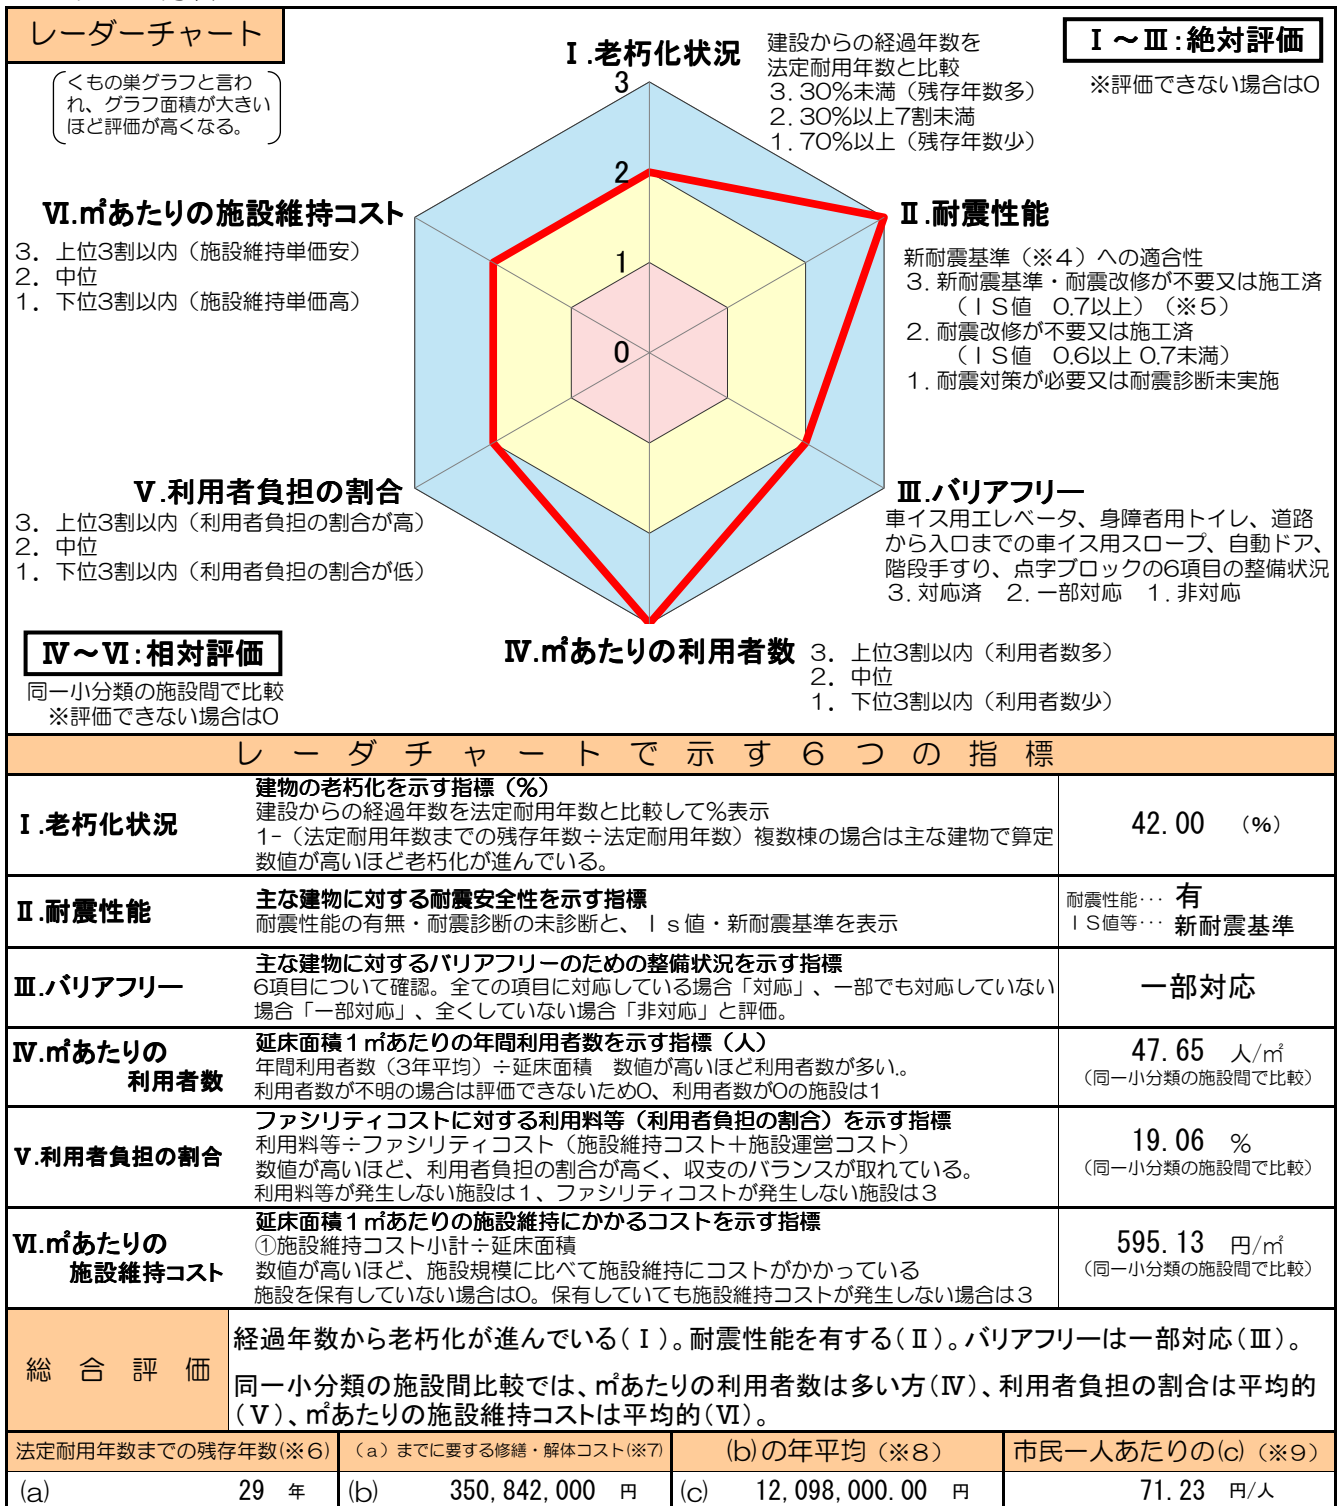 レーダーチャート
くもの巣グラフと言わ
れ、グラフ面積が大きい
ほど評価が高くなる。
Ⅰ～Ⅲ:絶対評価
※評価できない場合は0
Ⅰ.老朽化状況
建設からの経過年数を
法定耐用年数と比較
3. 30%未満（残存年数多）
2. 30%以上7割未満
1. 70%以上（残存年数少）
3
2
1
0
Ⅱ.耐震性能
新耐震基準（※4）への適合性
3. 新耐震基準・耐震改修が不要又は施工済
（ＩＳ値　0.7以上）（※5）
2. 耐震改修が不要又は施工済
（ＩＳ値　0.6以上 0.7未満）
1. 耐震対策が必要又は耐震診断未実施
Ⅵ.㎡あたりの施設維持コスト
3．上位3割以内（施設維持単価安）
2．中位
1．下位3割以内（施設維持単価高）
Ⅴ.利用者負担の割合
3．上位3割以内（利用者負担の割合が高）
2．中位
1．下位3割以内（利用者負担の割合が低）
Ⅲ.バリアフリー
車イス用エレベータ、身障者用トイレ、道路
から入口までの車イス用スロープ、自動ドア、
階段手すり、点字ブロックの6項目の整備状況
3. 対応済　2. 一部対応　1. 非対応
Ⅳ～Ⅵ:相対評価
同一小分類の施設間で比較
※評価できない場合は0
Ⅳ.㎡あたりの利用者数
3．上位3割以内（利用者数多）
2．中位
1．下位3割以内（利用者数少）
レーダチャートで示す６つの指標
Ⅰ.老朽化状況
建物の老朽化を示す指標（%）
建設からの経過年数を法定耐用年数と比較して%表示
1-（法定耐用年数までの残存年数÷法定耐用年数）複数棟の場合は主な建物で算定
数値が高いほど老朽化が進んでいる。
42.00　（%）
Ⅱ.耐震性能
主な建物に対する耐震安全性を示す指標
耐震性能の有無・耐震診断の未診断と、Ｉｓ値・新耐震基準を表示
耐震性能… 有
ＩＳ値等… 新耐震基準
Ⅲ.バリアフリー
主な建物に対するバリアフリーのための整備状況を示す指標
6項目について確認。全ての項目に対応している場合「対応」、一部でも対応していない
場合「一部対応」、全くしていない場合「非対応」と評価。
一部対応
Ⅳ.㎡あたりの
利用者数
延床面積１㎡あたりの年間利用者数を示す指標（人）
年間利用者数（3年平均）÷延床面積　数値が高いほど利用者数が多い。
利用者数が不明の場合は評価できないため0、利用者数が0の施設は1
47.65　人/㎡
（同一小分類の施設間で比較）
Ⅴ.利用者負担の割合
ファシリティコストに対する利用料等（利用者負担の割合）を示す指標
利用料等÷ファシリティコスト（施設維持コスト＋施設運営コスト）
数値が高いほど、利用者負担の割合が高く、収支のバランスが取れている。
利用料等が発生しない施設は１、ファシリティコストが発生しない施設は３
19.06　%
（同一小分類の施設間で比較）
Ⅵ.㎡あたりの
施設維持コスト
延床面積１㎡あたりの施設維持にかかるコストを示す指標
①施設維持コスト小計÷延床面積
数値が高いほど、施設規模に比べて施設維持にコストがかかっている
施設を保有していない場合は0。保有していても施設維持コストが発生しない場合は３
595.13　円/㎡
（同一小分類の施設間で比較）
総合評価
経過年数から老朽化が進んでいる(Ⅰ)。耐震性能を有する(Ⅱ)。バリアフリーは一部対応(Ⅲ)。
同一小分類の施設間比較では、㎡あたりの利用者数は多い方(Ⅳ)、利用者負担の割合は平均的
(Ⅴ)、㎡あたりの施設維持コストは平均的(Ⅵ)。
法定耐用年数までの残存年数(※6)
（a）までに要する修繕・解体コスト(※7)
(b)の年平均（※8）
市民一人あたりの(c)（※9）
(a)　29　年
(b)　350,842,000　円
(c)　12,098,000.00　円
71.23　円/人